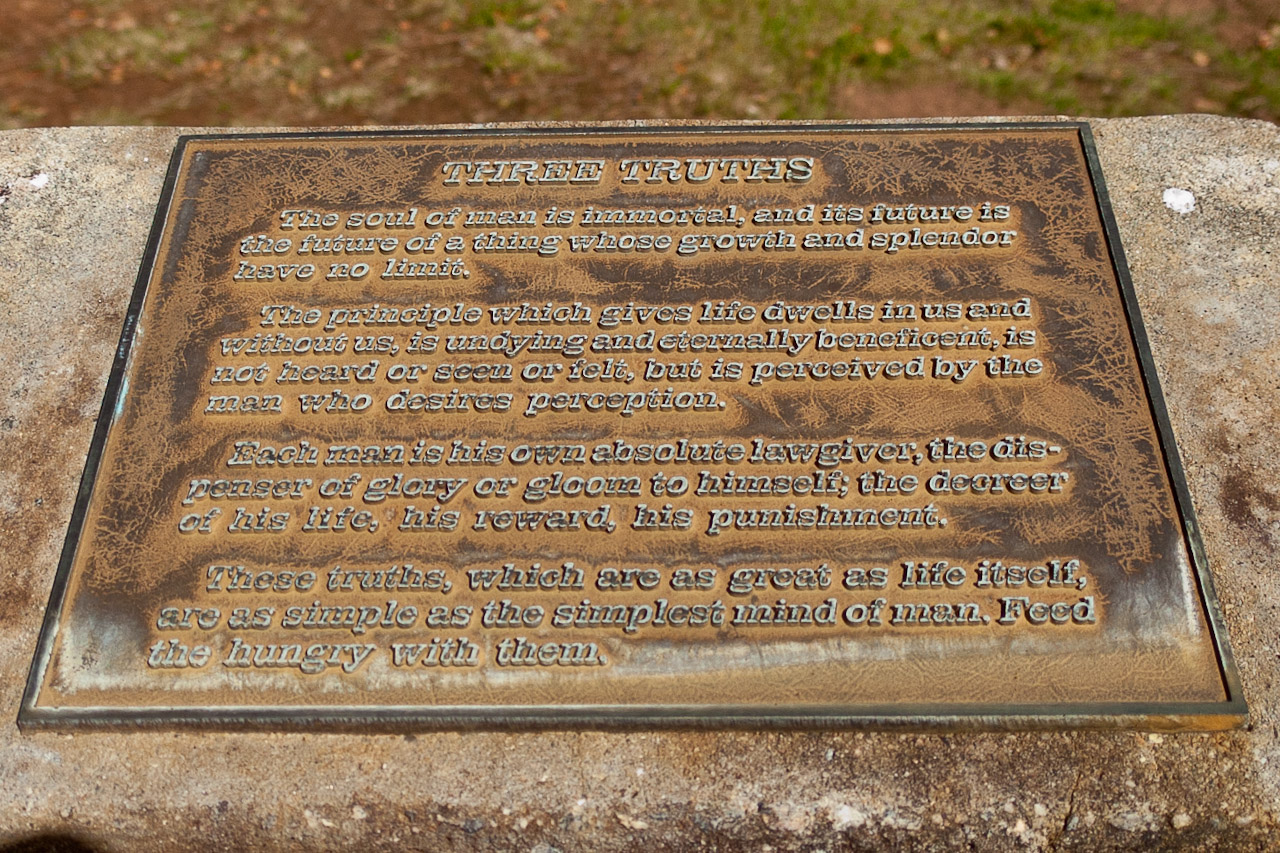 THREE TRUTHS
The soul of man is immortal, and its future is
the future of a thing whose growth and splendor
have no limit.
The principle which gives life dwells in us and
without us, is undying and eternally beneficent, is
not heard or seen or felt, but is perceived by the
man who desires perception.
Each man is his own absolute lawgiver, the dis-
penser of glory or gloom to himself; the decreer
of his life, his reward, his punishment.
These truths, which are as great as life itself,
are as simple as the simplest mind of man. Feed
the hungry with them.